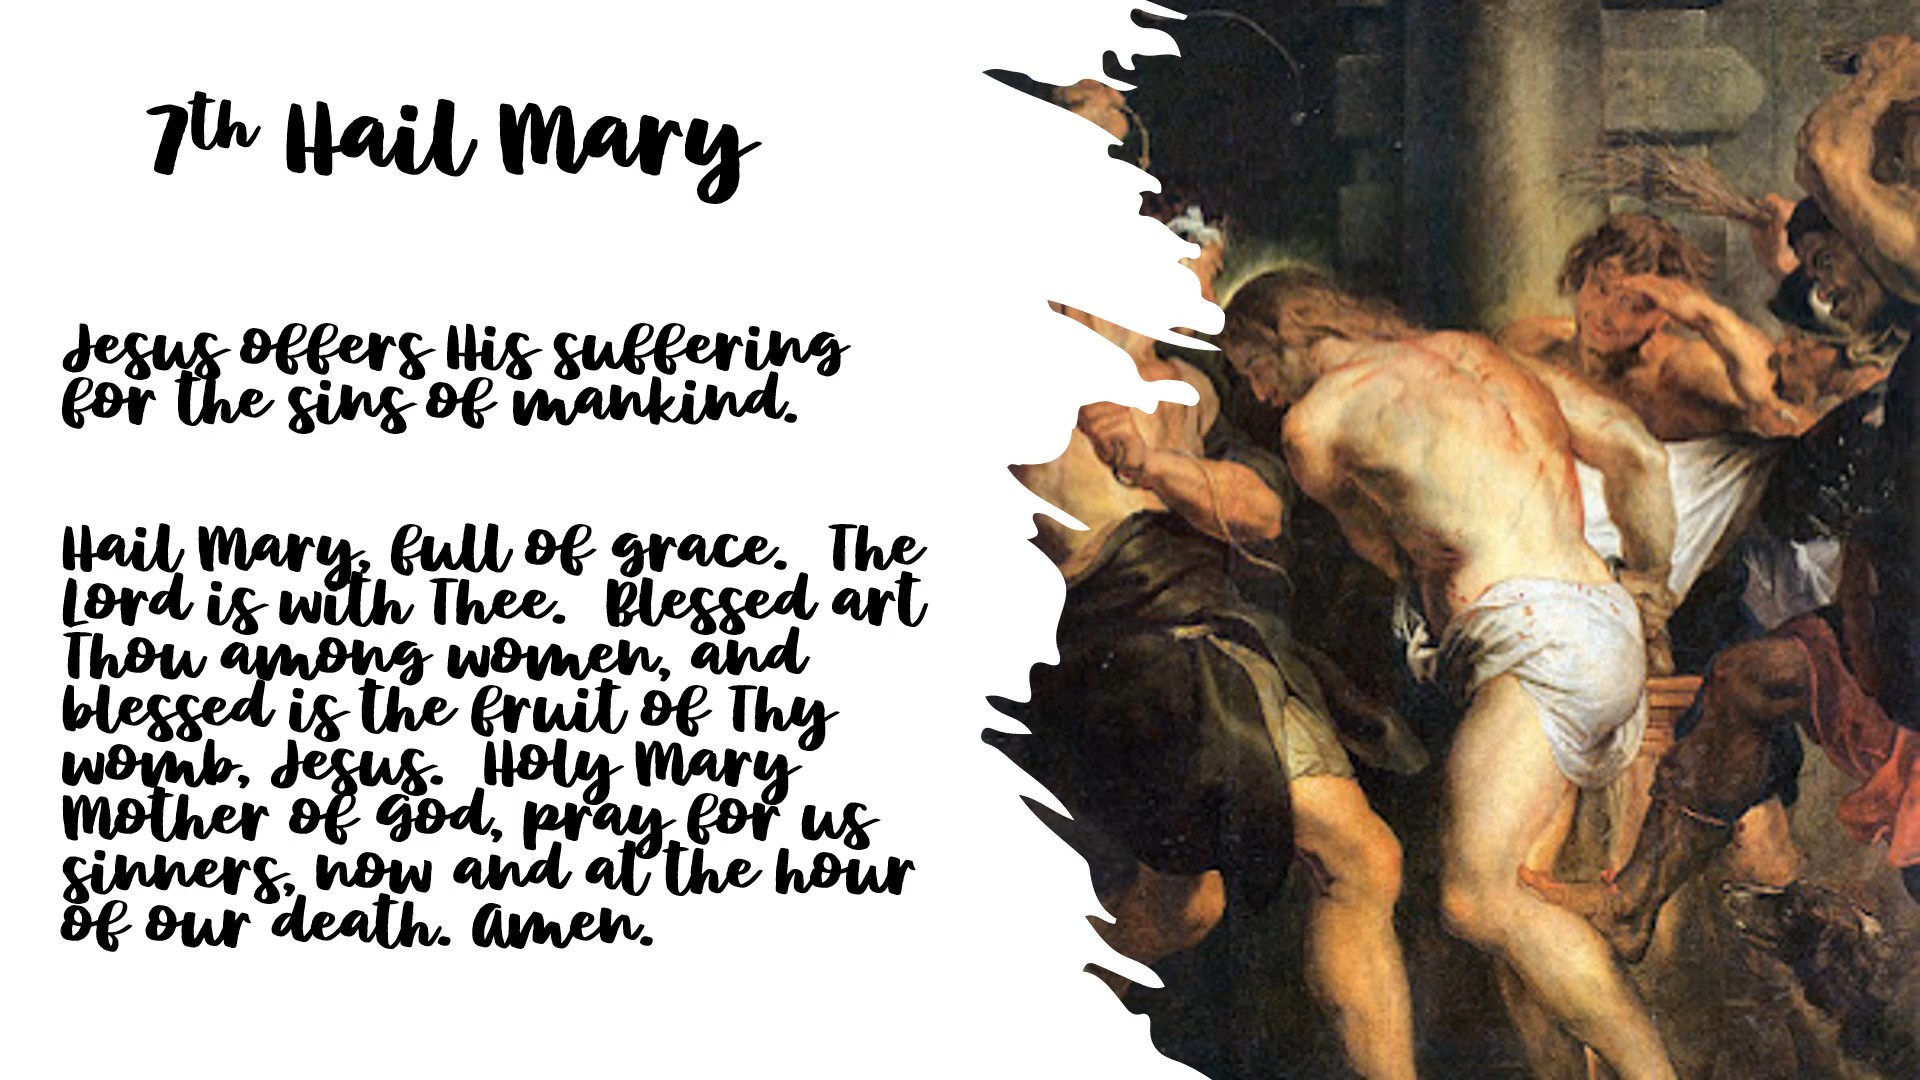 7th Hail Mary
Jesus offers His suffering
for the sins of mankind.
Hail Mary, full of grace.  The
Lord is with Thee.  Blessed art
Thou among women, and
blessed is the fruit of Thy
womb, Jesus.  Holy Mary
Mother of God, pray for us
sinners, now and at the hour
of our death. Amen.